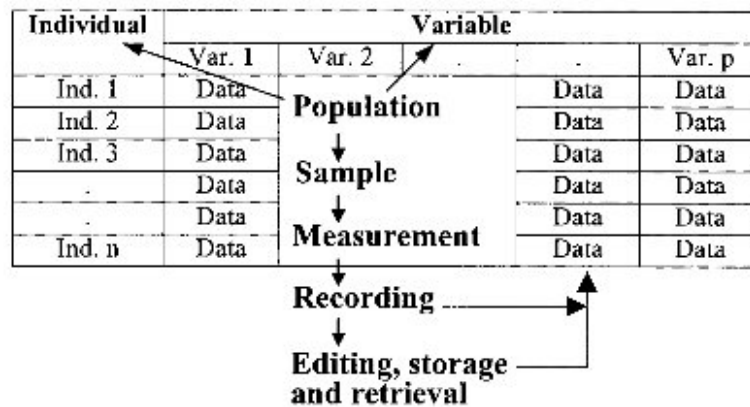 Individual Variable
Var. 1 Var. 2 . . Var. p
Ind. 1 Data Data Data
Population
Ind. 2 Data Data Data
Ind. 3 Data Data Data
Sample
. Data Data Data
. Data Data Data
Measurement
Ind. n Data Data Data
Recording
Editing, storage
and retrieval